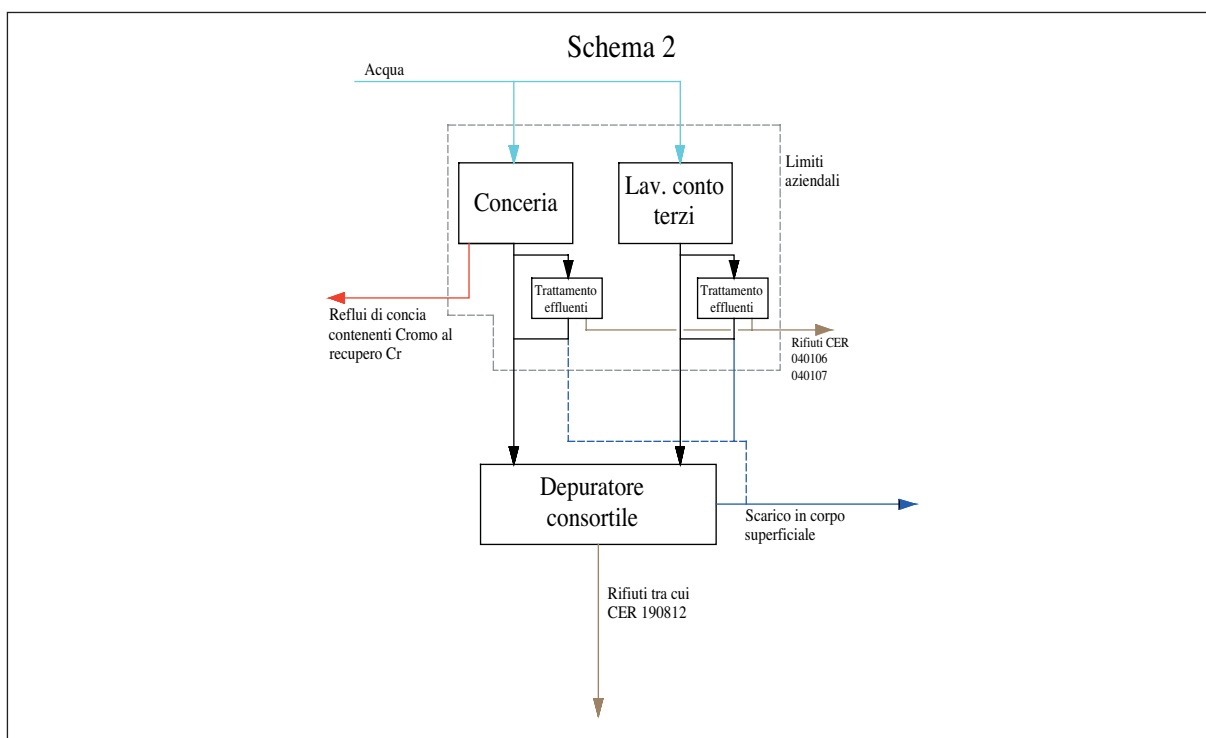 Schema 2
Acqua
Limiti
aziendali
Conceria
Lav. conto
terzi
Trattamento
effluenti
Trattamento
effluenti
Reflui di concia
contenenti Cromo al
recupero Cr
Rifiuti CER
040106
040107
Depuratore
consortile
Scarico in corpo
superficiale
Rifiuti tra cui
CER 190812